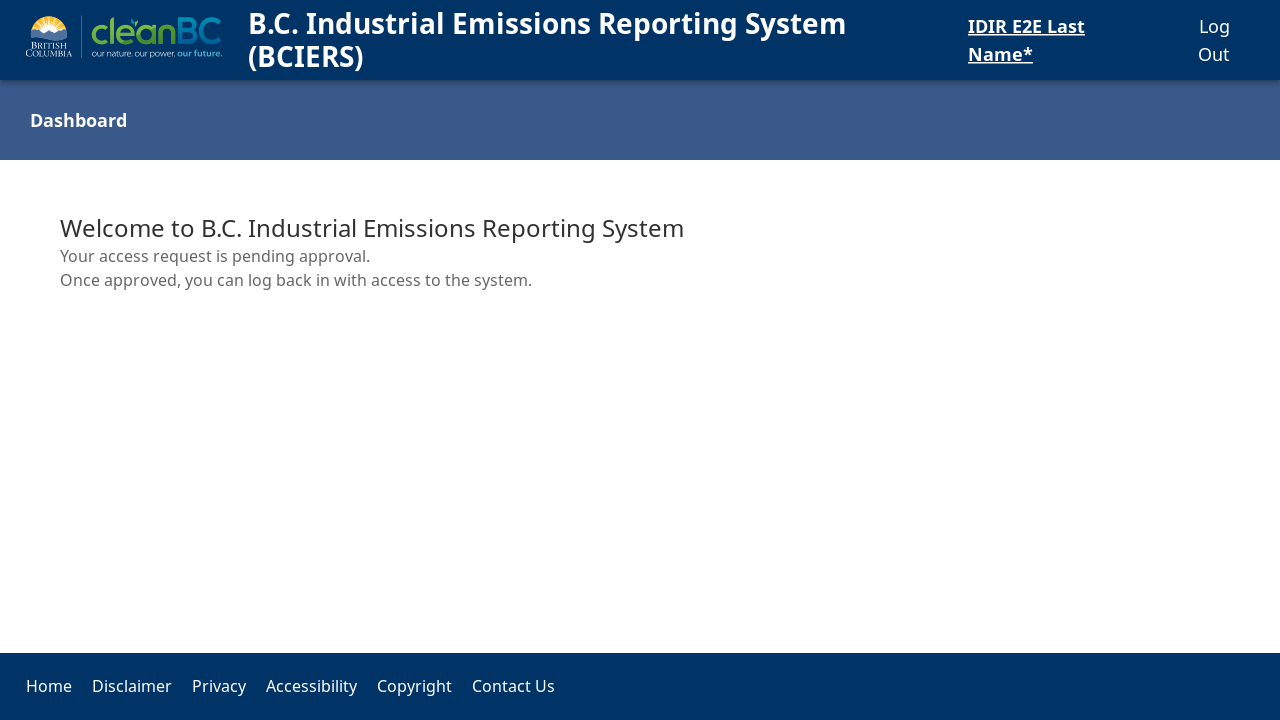 BRITISH
COLUMBIA
cleanBC
our nature. our power. our future.
B.C. Industrial Emissions Reporting System
(BCIERS)
IDIR E2E Last
Name*
Log
Out
Dashboard
Welcome to B.C. Industrial Emissions Reporting System
Your access request is pending approval.
Once approved, you can log back in with access to the system.
Home Disclaimer Privacy Accessibility Copyright Contact Us